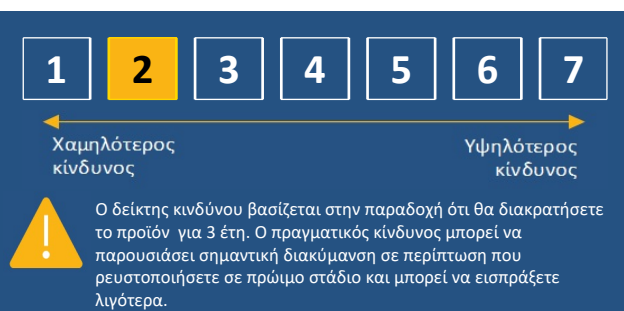 1 2 3 4 5 6 7
Χαμηλότερος Υψηλότερος
κίνδυνος κίνδυνος
Ο δείκτης κινδύνου βασίζεται στην παραδοχή ότι θα διακρατήσετε
το προϊόν για 3 έτη. Ο πραγματικός κίνδυνος μπορεί να
παρουσιάσει σημαντική διακύμανση σε περίπτωση που
ρευστοποιήσετε σε πρώιμο στάδιο και μπορεί να εισπράξετε
λιγότερα.